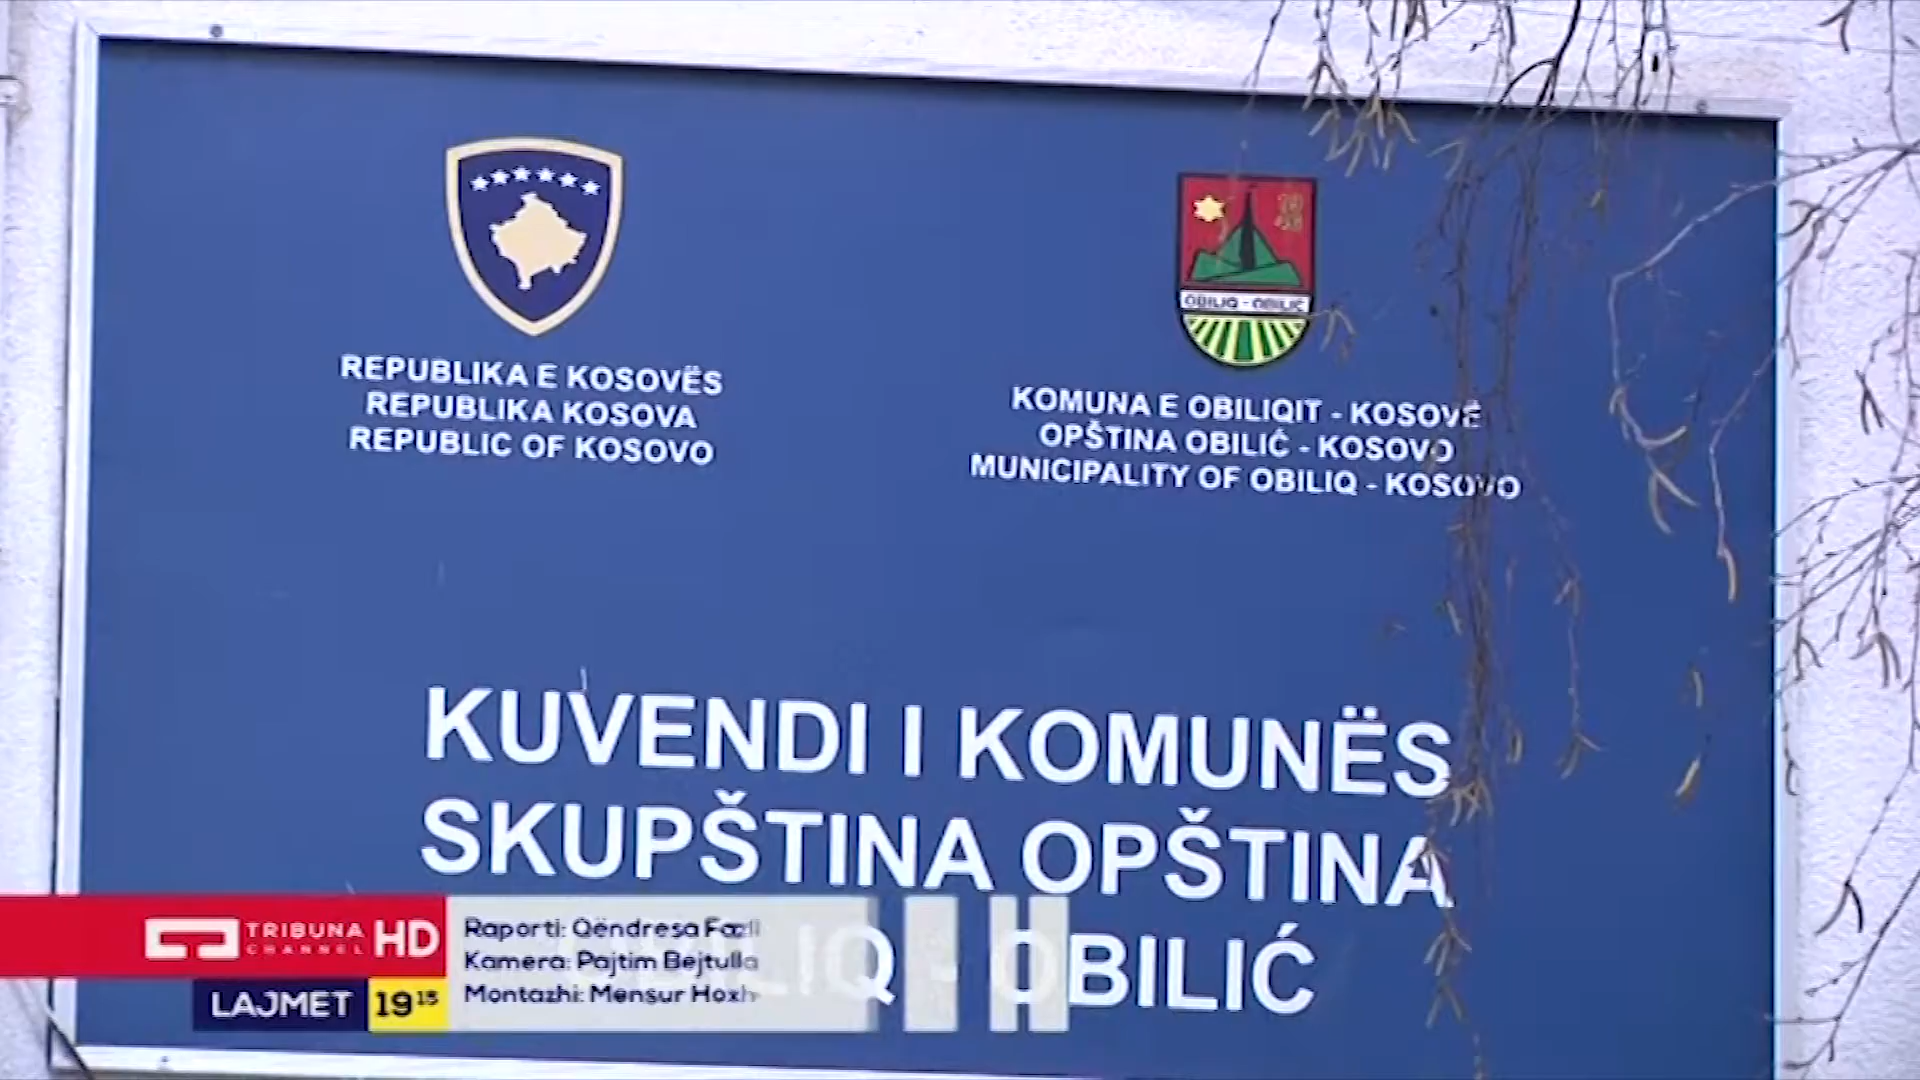 REPUBLIKA E KOSOVËS
REPUBLIKA KOSOVA
REPUBLIC OF KOSOVO
OBILIQ - OBILIĆ
KOMUNA E OBILIQIT - KOSOVË
OPŠTINA OBILIĆ - KOSOVO
MUNICIPALITY OF OBILIQ - KOSOVO
KUVENDI I KOMUNËS
SKUPŠTINA OPŠTINA
OBILIĆ
TRIBUNA
CHANNEL
HD
LAJMET 19 15
Raporti: Qëndresa
Kamera: Pajtim Bejtulla
Montazhi: Mensur